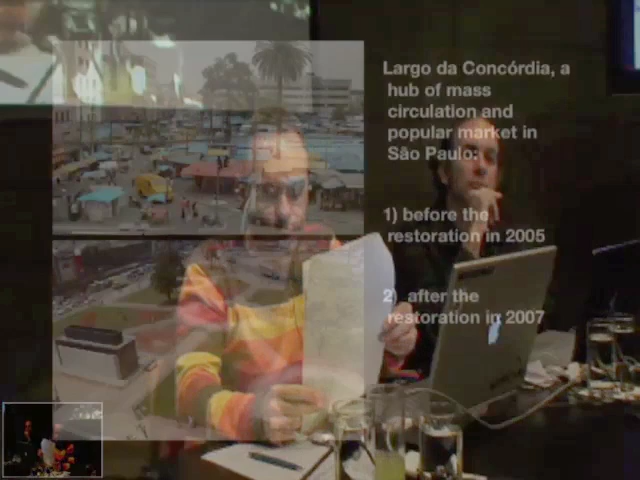 Largo da Concórdia, a
hub of mass
circulation and
popular market in
São Paulo:
1) before the
restoration in 2005
2) after the
restoration in 2007